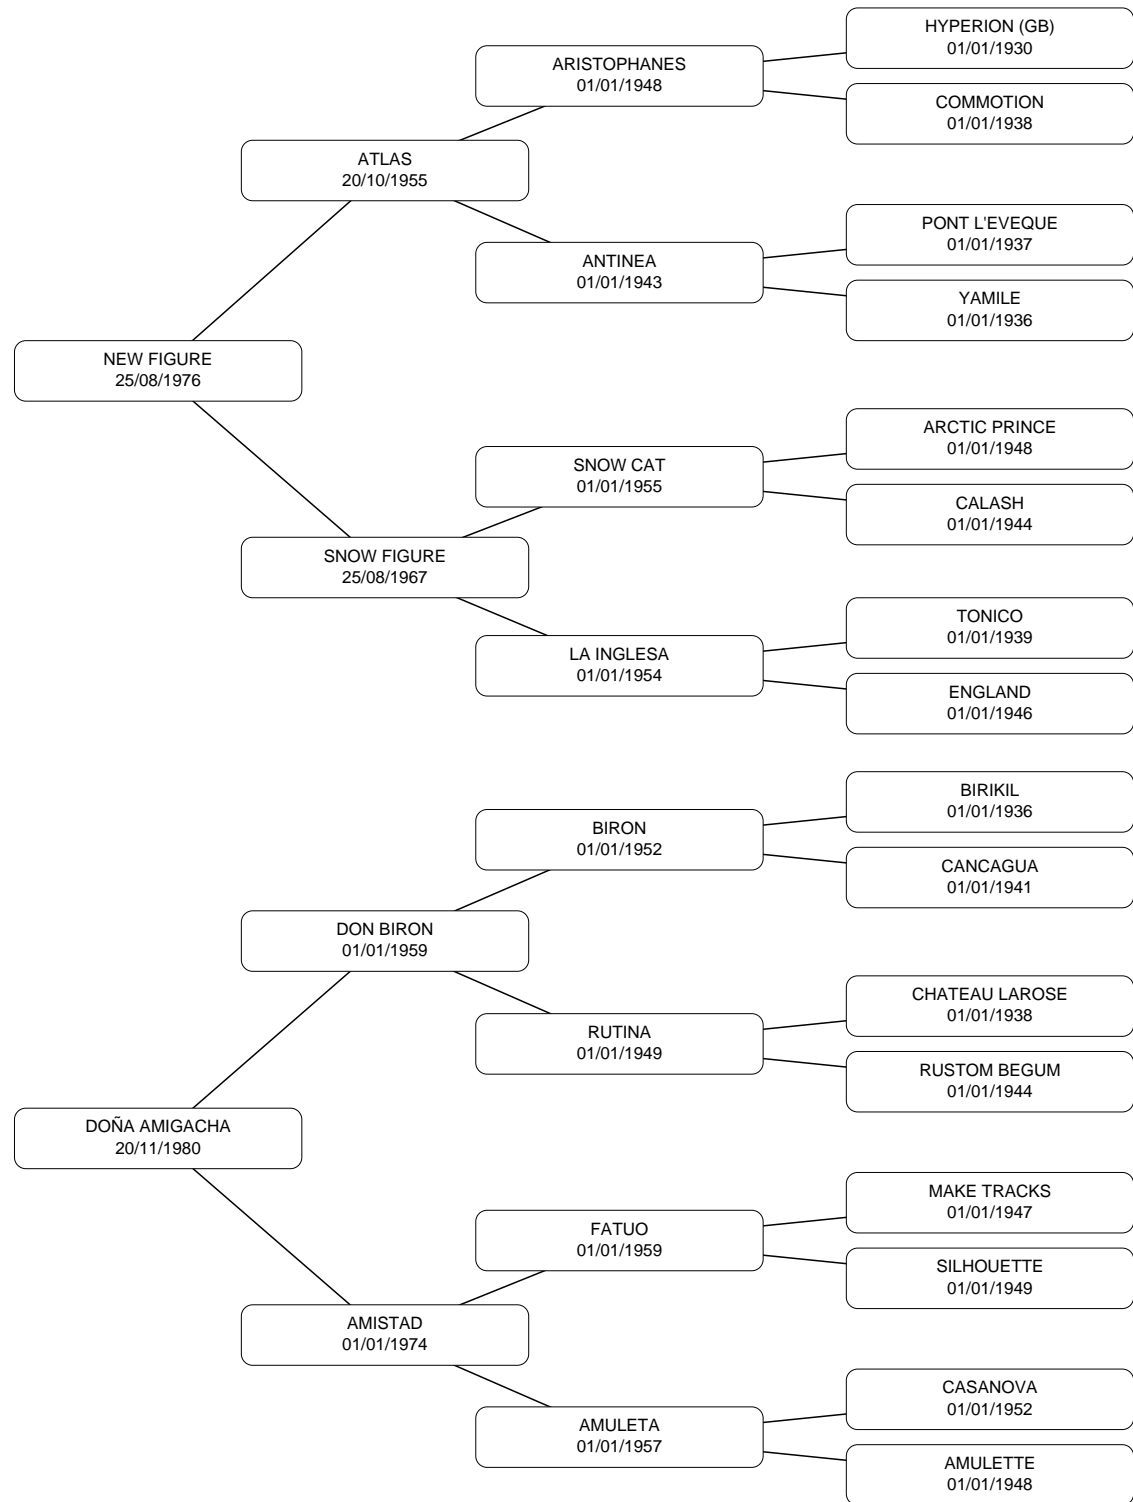 HYPERION (GB)
01/01/1930
ARISTOPHANES
01/01/1948
COMMOTION
01/01/1938
ATLAS
20/10/1955
PONT L'EVEQUE
01/01/1937
ANTINEA
01/01/1943
YAMILE
01/01/1936
NEW FIGURE
25/08/1976
ARCTIC PRINCE
01/01/1948
SNOW CAT
01/01/1955
CALASH
01/01/1944
SNOW FIGURE
25/08/1967
TONICO
01/01/1939
LA INGLESA
01/01/1954
ENGLAND
01/01/1946
BIRIKIL
01/01/1936
BIRON
01/01/1952
CANCAGUA
01/01/1941
DON BIRON
01/01/1959
CHATEAU LAROSE
01/01/1938
RUTINA
01/01/1949
RUSTOM BEGUM
01/01/1944
DOÑA AMIGACHA
20/11/1980
MAKE TRACKS
01/01/1947
FATUO
01/01/1959
SILHOUETTE
01/01/1949
AMISTAD
01/01/1974
CASANOVA
01/01/1952
AMULETA
01/01/1957
AMULETTE
01/01/1948